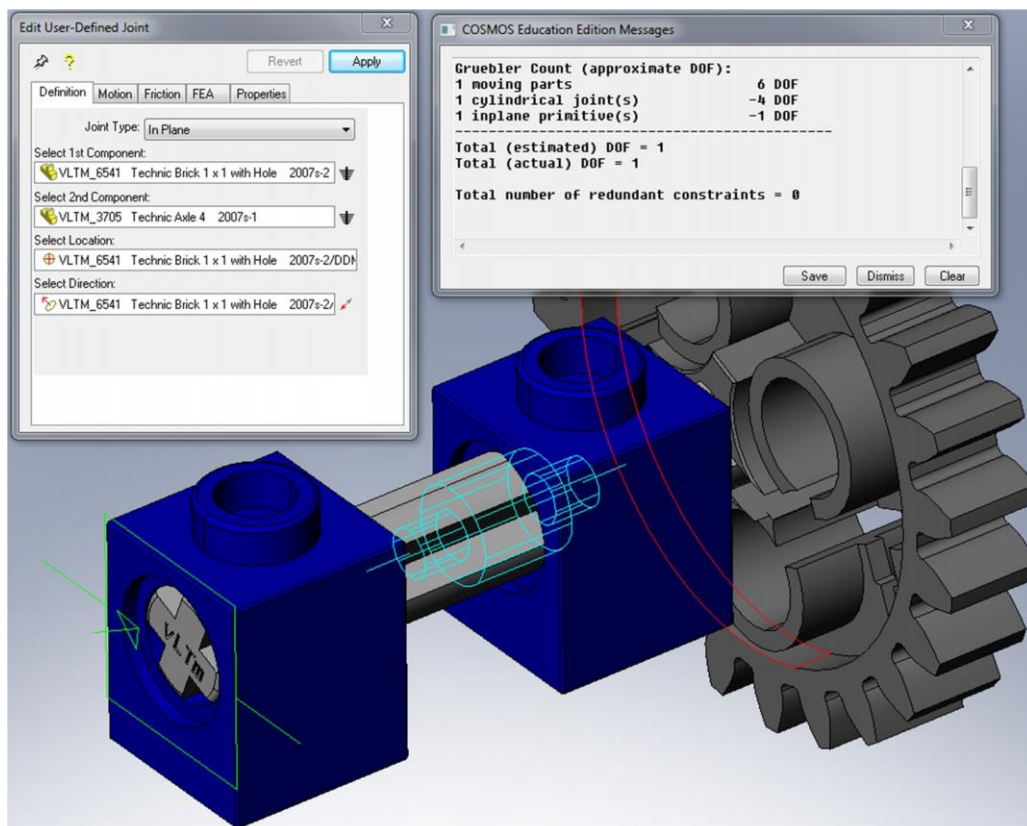 Edit User-Defined Joint
Revert Apply
Definition Motion Friction FEA Properties
Joint Type: In Plane
Select 1st Component:
VLTM_6541 Technic Brick 1 x 1 with Hole 2007s-2
Select 2nd Component:
VLTM_3705 Technic Axle 4 2007s-1
Select Location:
VLTM_6541 Technic Brick 1 x 1 with Hole 2007s-2/DDM
Select Direction:
VLTM_6541 Technic Brick 1 x 1 with Hole 2007s-2/
COSMOS Education Edition Messages
Gruebler Count (approximate DOF):
1 moving parts 6 DOF
1 cylindrical joint(s) -4 DOF
1 inplane primitive(s) -1 DOF
Total (estimated) DOF = 1
Total (actual) DOF = 1
Total number of redundant constraints = 0
Save Dismiss Clear
VLTm